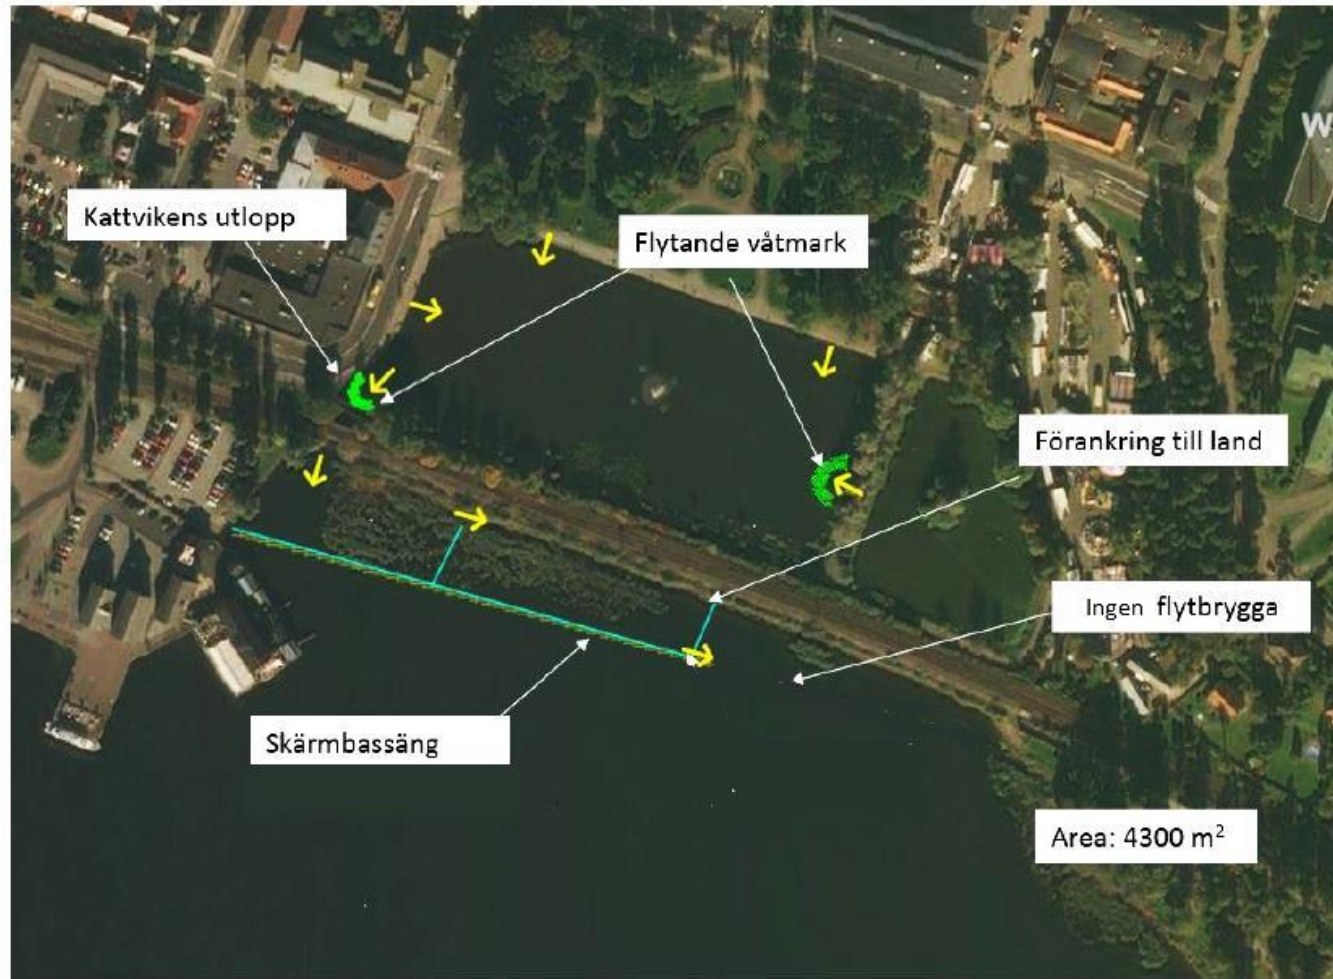 W
Kattvikens utlopp
Flytande våtmark
Förankring till land
Ingen flytbrygga
Skärmbassäng
Area: 4300 m²